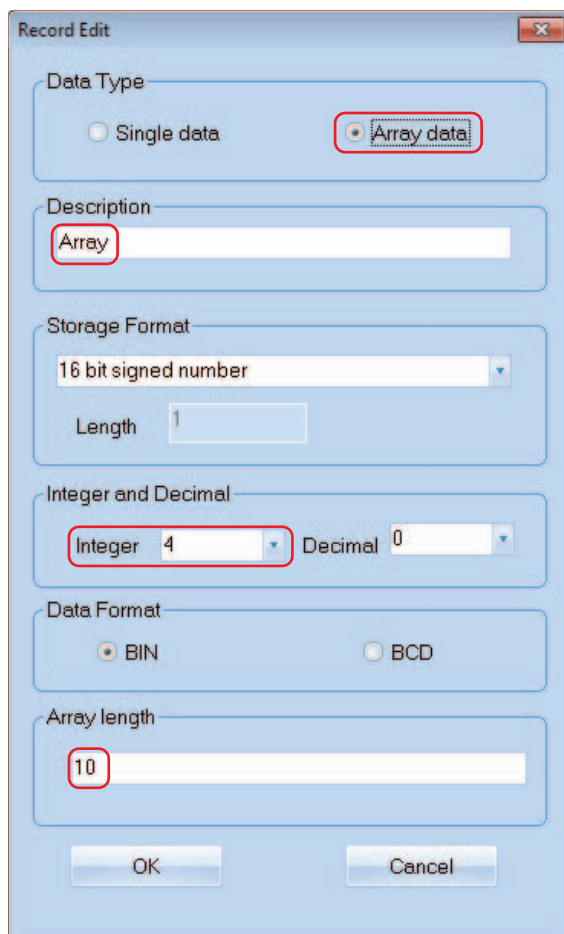 Record Edit
Data Type
Single data Array data
Description
Array
Storage Format
16 bit signed number
Length 1
Integer and Decimal
Integer 4 Decimal 0
Data Format
BIN BCD
Array length
10
OK Cancel